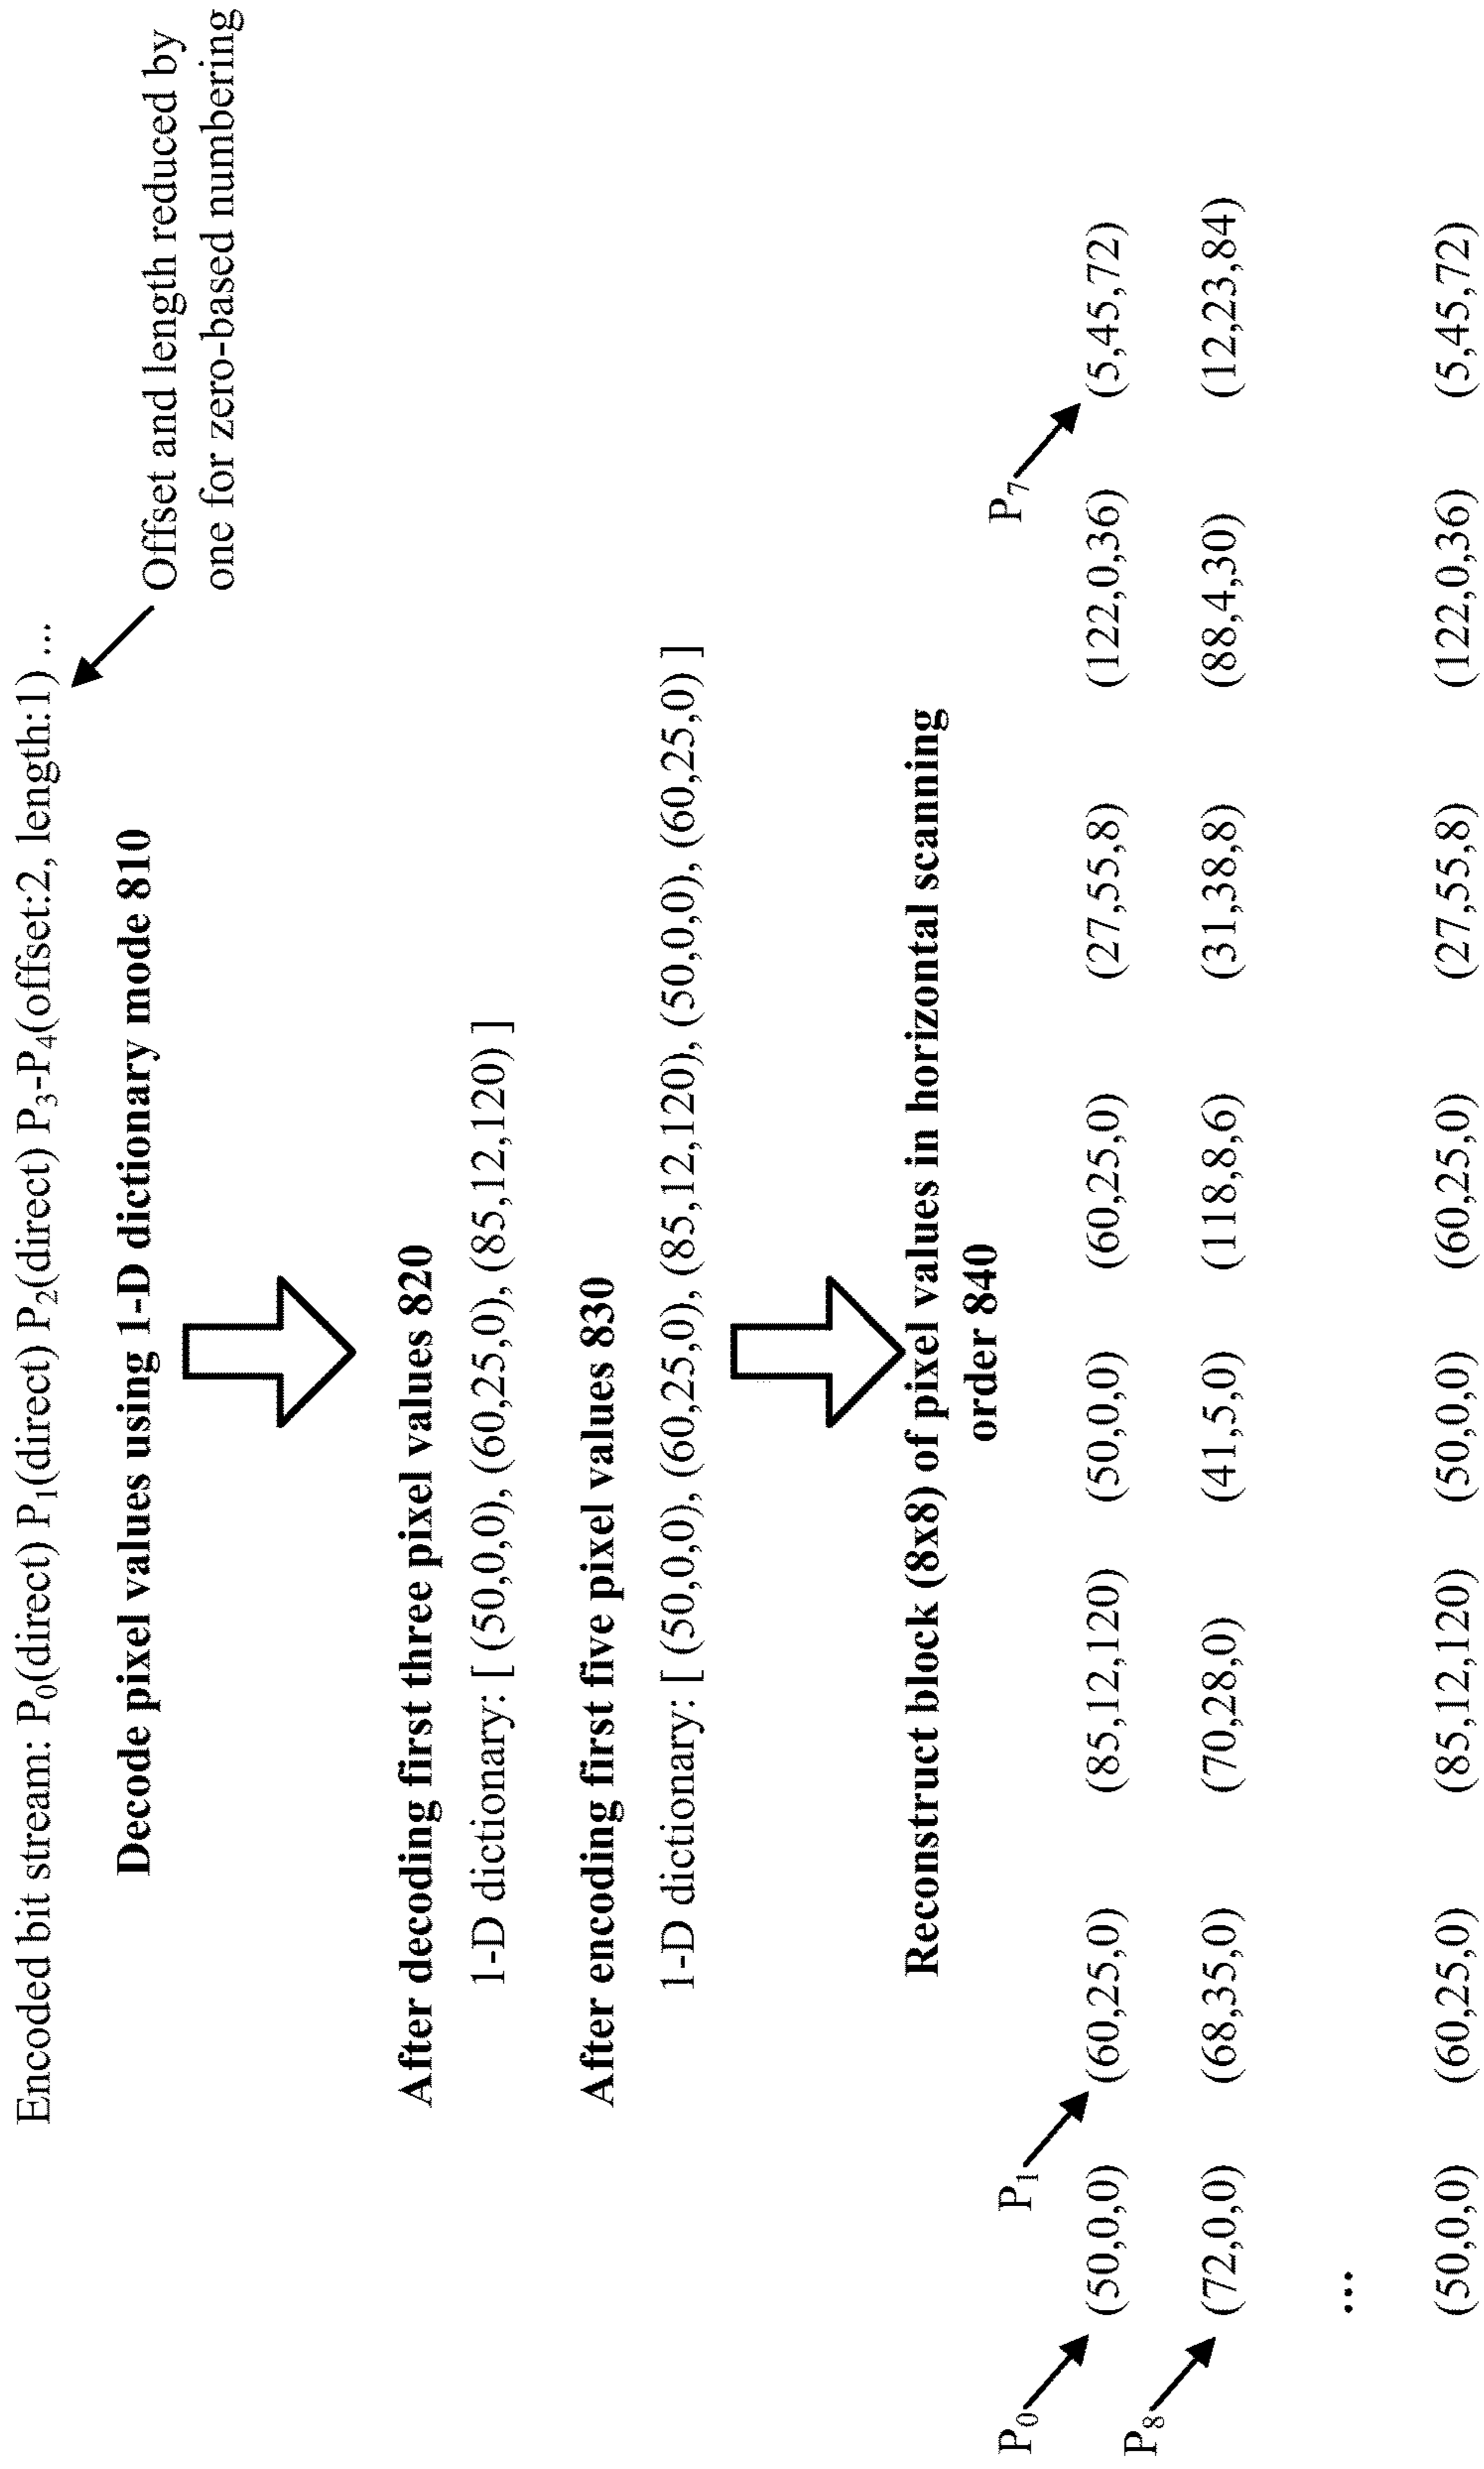 Encoded bit stream: P₀(direct) P₁(direct) P₂(direct) P₃-P₄(offset:2, length:1) ...
Offset and length reduced by
one for zero-based numbering
Decode pixel values using 1-D dictionary mode 810
After decoding first three pixel values 820
1-D dictionary: [ (50,0,0), (60,25,0), (85,12,120) ]
After encoding first five pixel values 830
1-D dictionary: [ (50,0,0), (60,25,0), (85,12,120), (50,0,0), (60,25,0) ]
Reconstruct block (8x8) of pixel values in horizontal scanning
order 840
P₀ P₁ P₇
(50,0,0) (60,25,0) (85,12,120) (50,0,0) (60,25,0) (27,55,8) (122,0,36) (5,45,72)
P₈
(72,0,0) (68,35,0) (70,28,0) (41,5,0) (118,8,6) (31,38,8) (88,4,30) (12,23,84)
...
(50,0,0) (60,25,0) (85,12,120) (50,0,0) (60,25,0) (27,55,8) (122,0,36) (5,45,72)